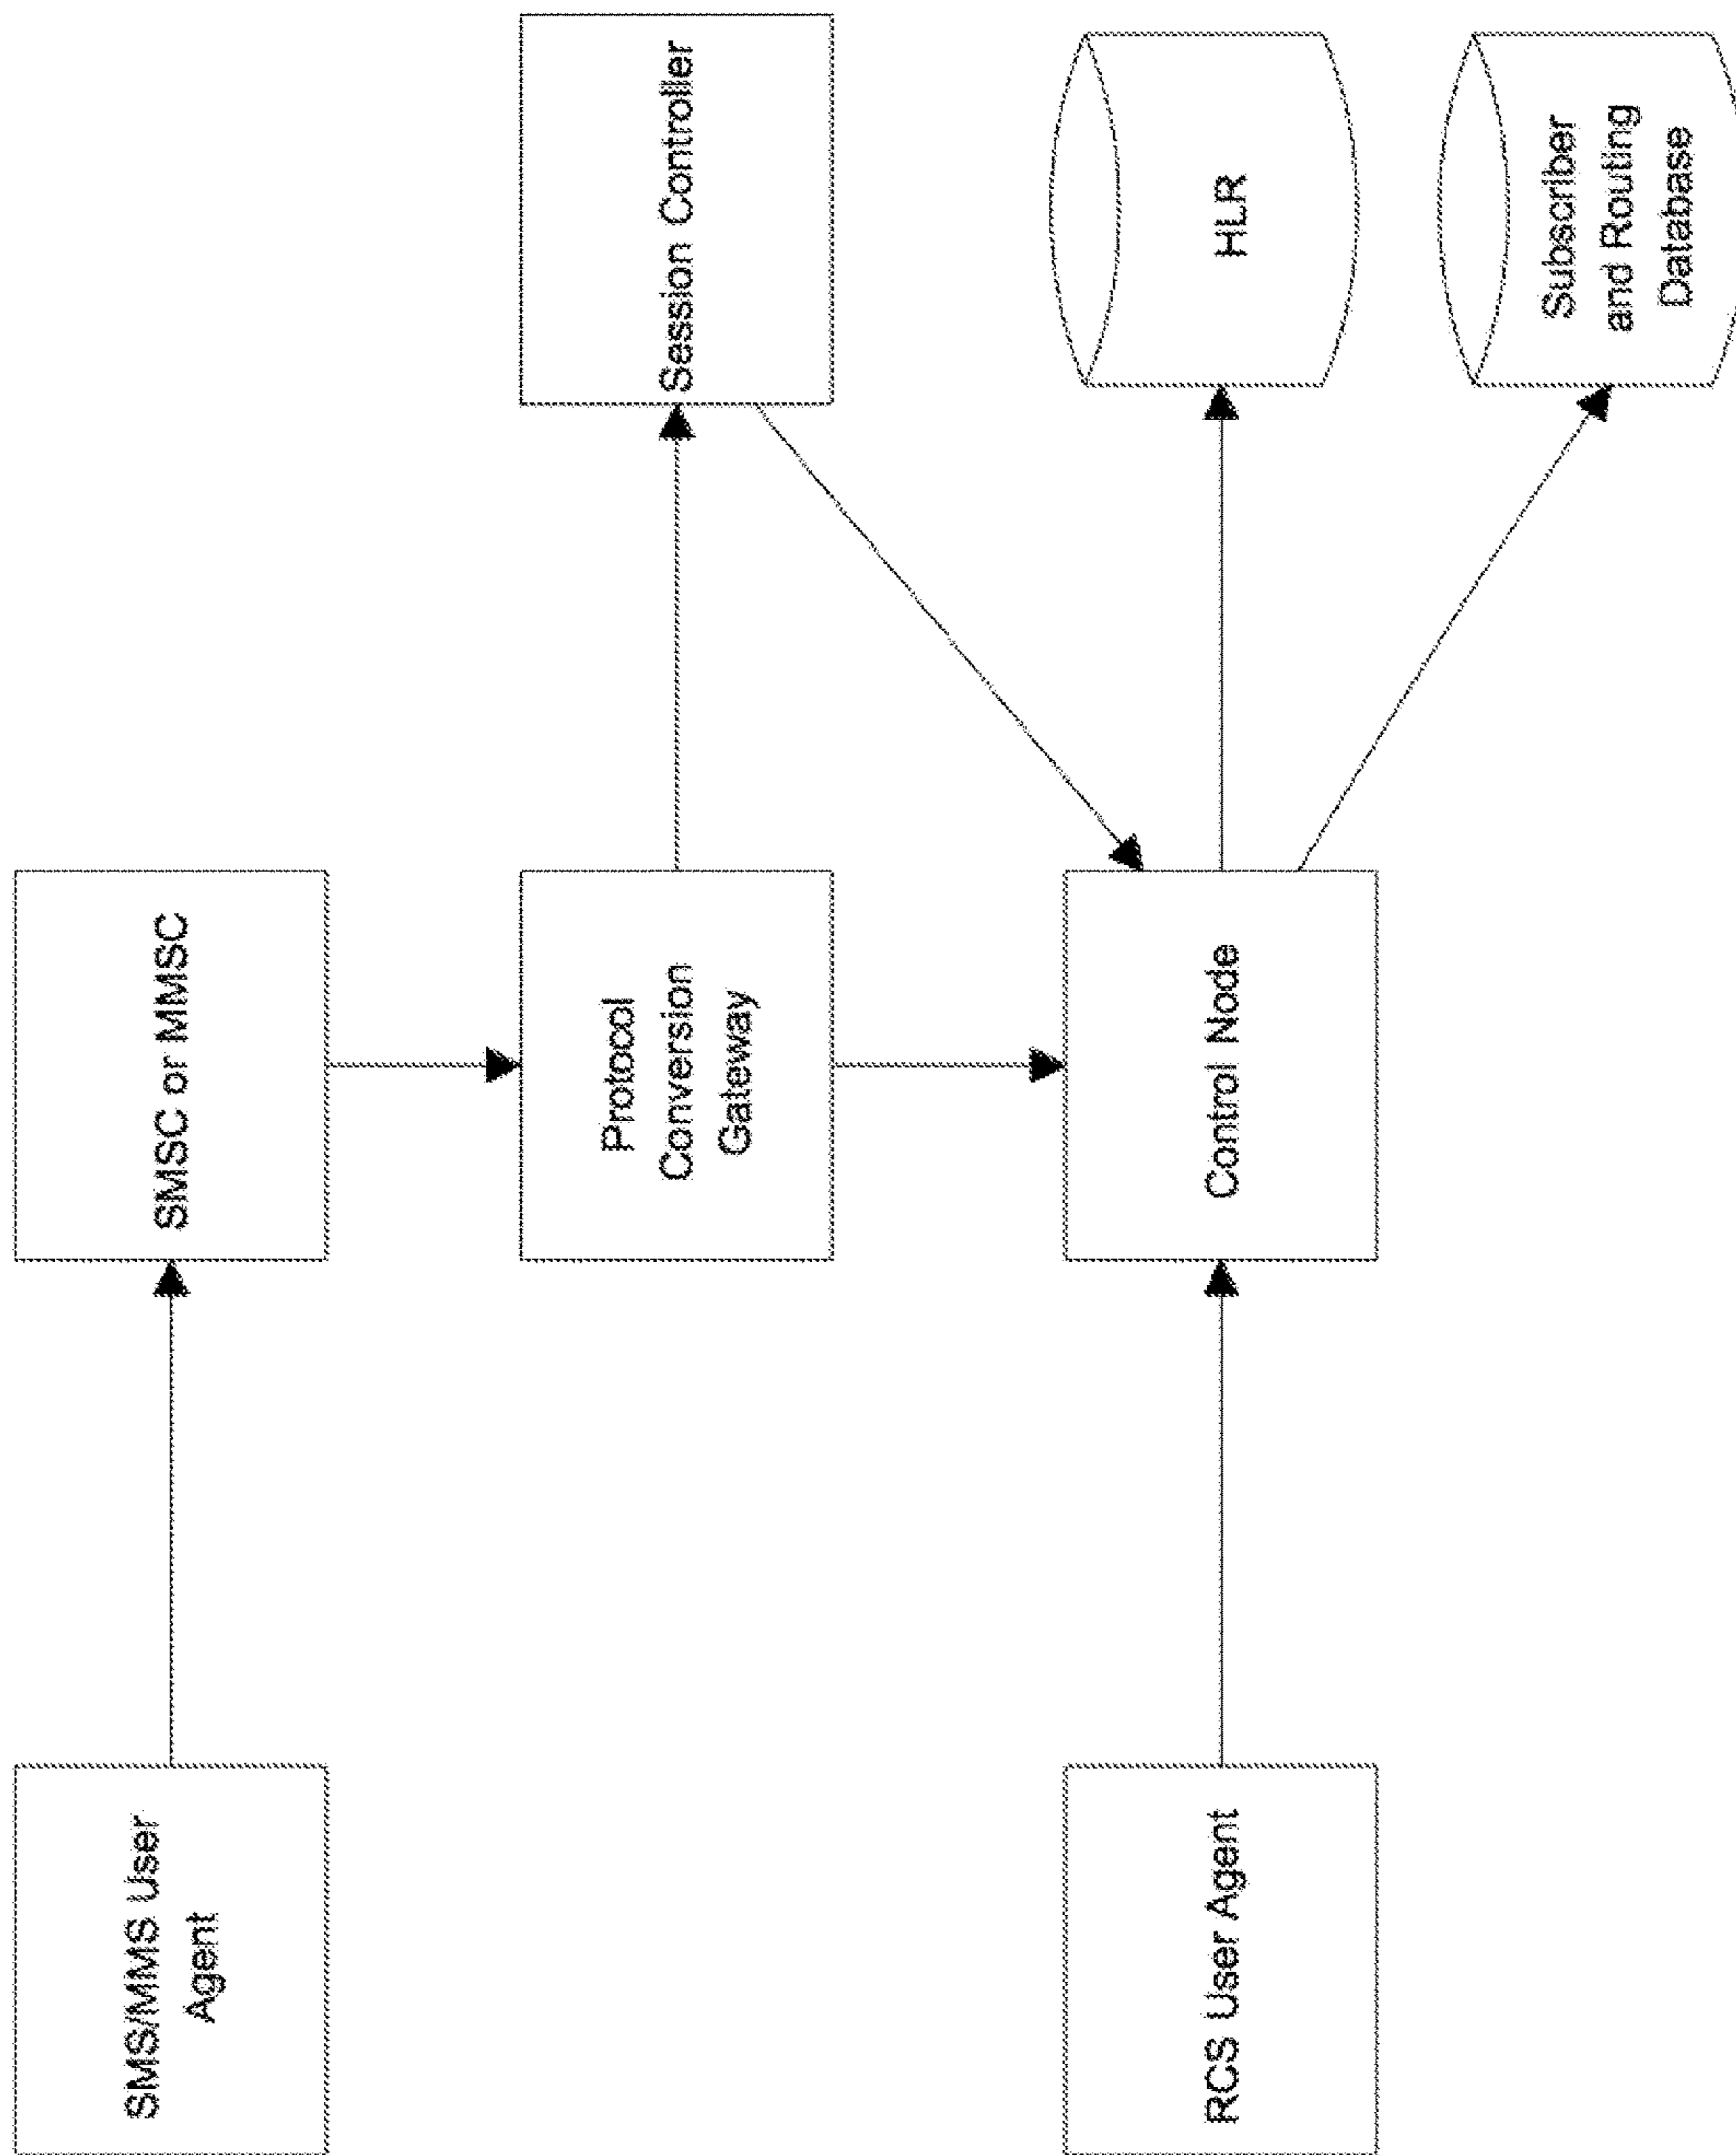 SMS/MMS User
Agent
SMSC or MMSC
Protocol
Conversion
Gateway
Session Controller
RCS User Agent
Control Node
HLR
Subscriber
and Routing
Database